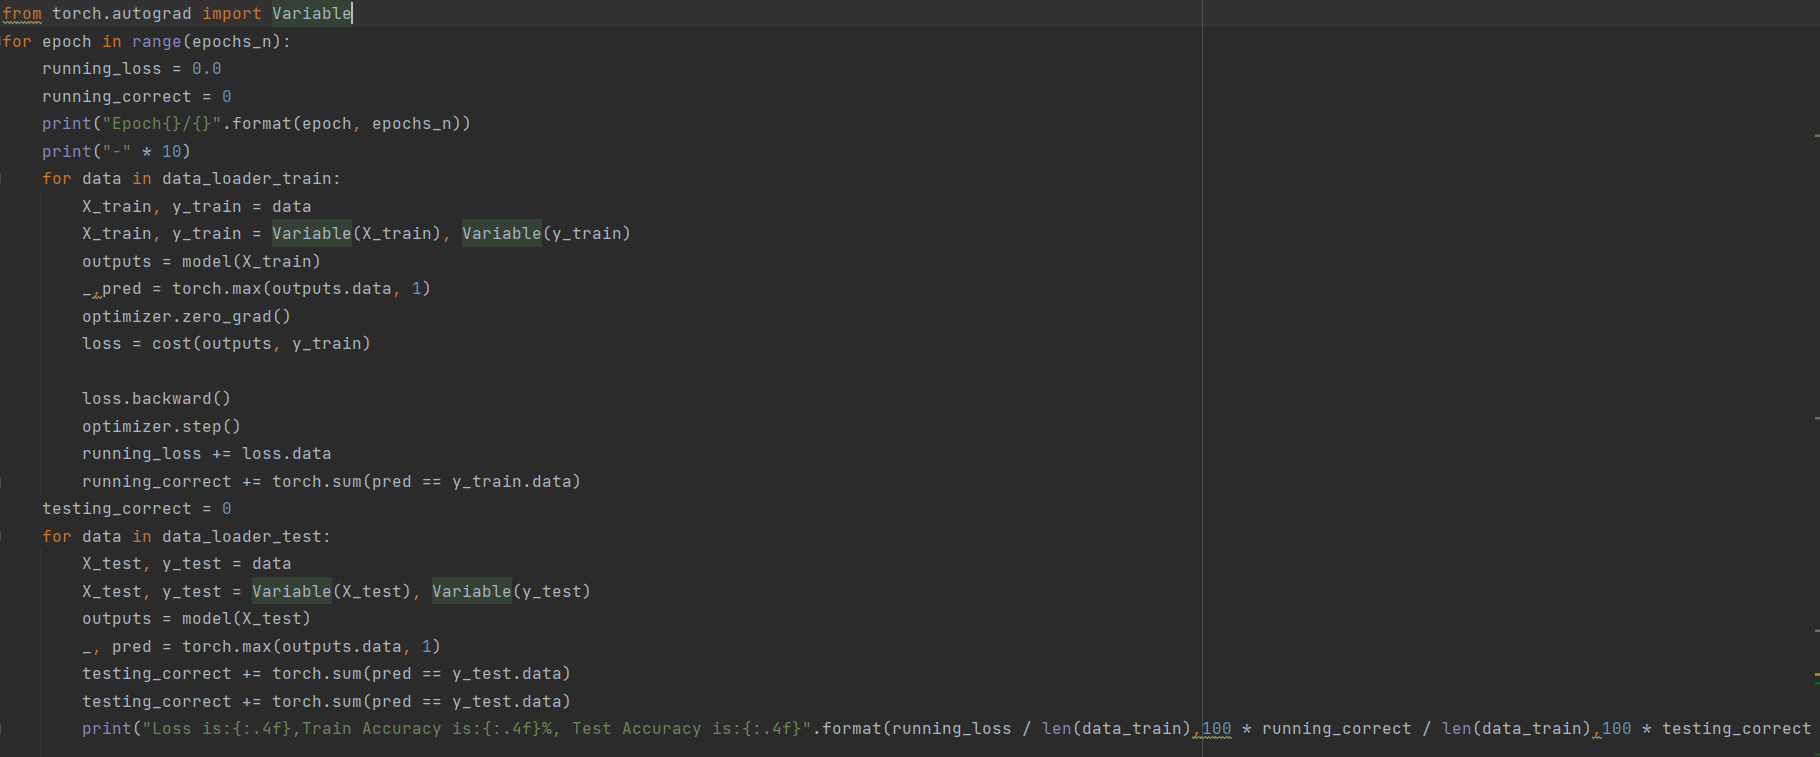 from torch.autograd import Variable
for epoch in range(epochs_n):
    running_loss = 0.0
    running_correct = 0
    print("Epoch{}/{}".format(epoch, epochs_n))
    print("-" * 10)
    for data in data_loader_train:
        X_train, y_train = data
        X_train, y_train = Variable(X_train), Variable(y_train)
        outputs = model(X_train)
        _,pred = torch.max(outputs.data, 1)
        optimizer.zero_grad()
        loss = cost(outputs, y_train)
        loss.backward()
        optimizer.step()
        running_loss += loss.data
        running_correct += torch.sum(pred == y_train.data)
    testing_correct = 0
    for data in data_loader_test:
        X_test, y_test = data
        X_test, y_test = Variable(X_test), Variable(y_test)
        outputs = model(X_test)
        _, pred = torch.max(outputs.data, 1)
        testing_correct += torch.sum(pred == y_test.data)
        testing_correct += torch.sum(pred == y_test.data)
        print("Loss is:{:.4f},Train Accuracy is:{:.4f}%, Test Accuracy is:{:.4f}".format(running_loss / len(data_train),100 * running_correct / len(data_train),100 * testing_correct